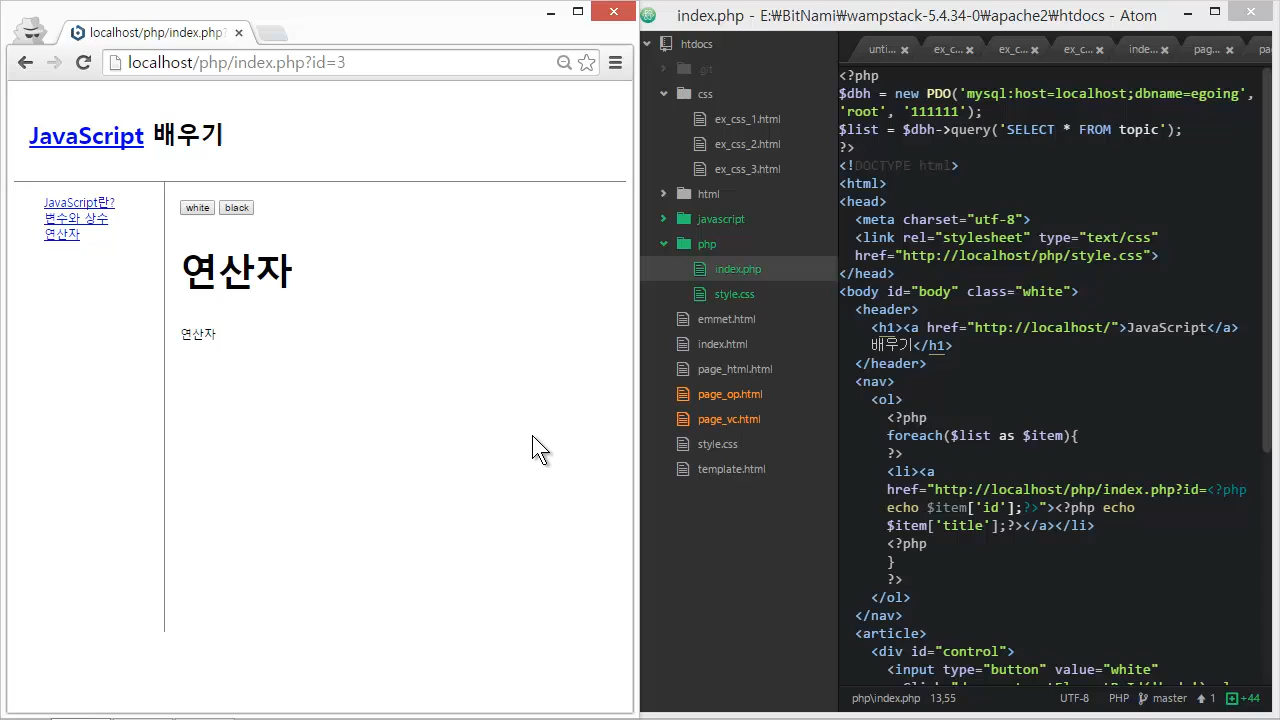 localhost/php/index.php?
localhost/php/index.php?id=3
JavaScript 배우기
JavaScript란?
변수와 상수
연산자
white
black
연산자
연산자
index.php - E:₩BitNami₩wampstack-5.4.34-0₩apache2₩htdocs - Atom
htdocs
.git
css
ex_css_1.html
ex_css_2.html
ex_css_3.html
html
javascript
php
index.php
style.css
emmet.html
index.html
page_html.html
page_op.html
page_vc.html
style.css
template.html
unti...
ex_c...
ex_c...
ex_c...
inde...
pag...
pa
<?php
$dbh = new PDO('mysql:host=localhost;dbname=egoing',
'root', '111111');
$list = $dbh->query('SELECT * FROM topic');
?>
<!DOCTYPE html>
<html>
<head>
<meta charset="utf-8">
<link rel="stylesheet" type="text/css"
href="http://localhost/php/style.css">
</head>
<body id="body" class="white">
<header>
<h1><a href="http://localhost/">JavaScript</a>
배우기</h1>
</header>
<nav>
<ol>
<?php
foreach($list as $item){
?>
<li><a
href="http://localhost/php/index.php?id=<?php
echo $item['id'];?>"><?php echo
$item['title'];?></a></li>
<?php
}
?>
</ol>
</nav>
<article>
<div id="control">
<input type="button" value="white"
php\index.php 13,55
UTF-8 PHP master 1 +44